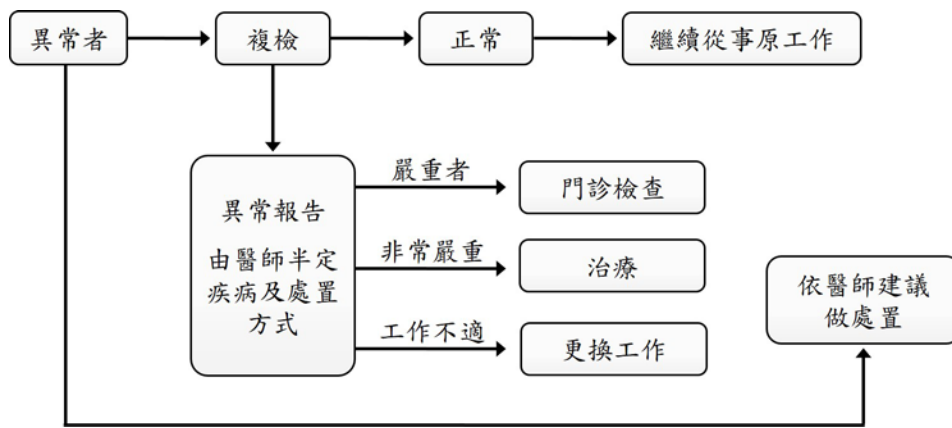 異常者
複檢
正常
繼續從事原工作
異常報告
由醫師半定
疾病及處置
方式
嚴重者
門診檢查
非常嚴重
治療
工作不適
更換工作
依醫師建議
做處置